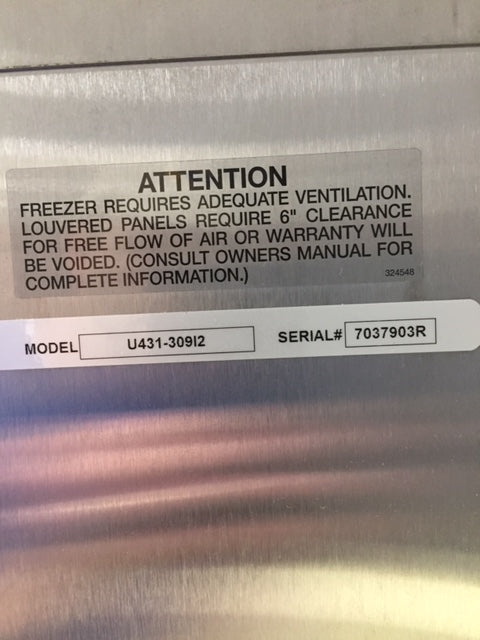 ATTENTION
FREEZER REQUIRES ADEQUATE VENTILATION.
LOUVERED PANELS REQUIRE 6" CLEARANCE
FOR FREE FLOW OF AIR OR WARRANTY WILL
BE VOIDED. (CONSULT OWNERS MANUAL FOR
COMPLETE INFORMATION.)
324548
MODEL U431-309I2 SERIAL# 7037903R